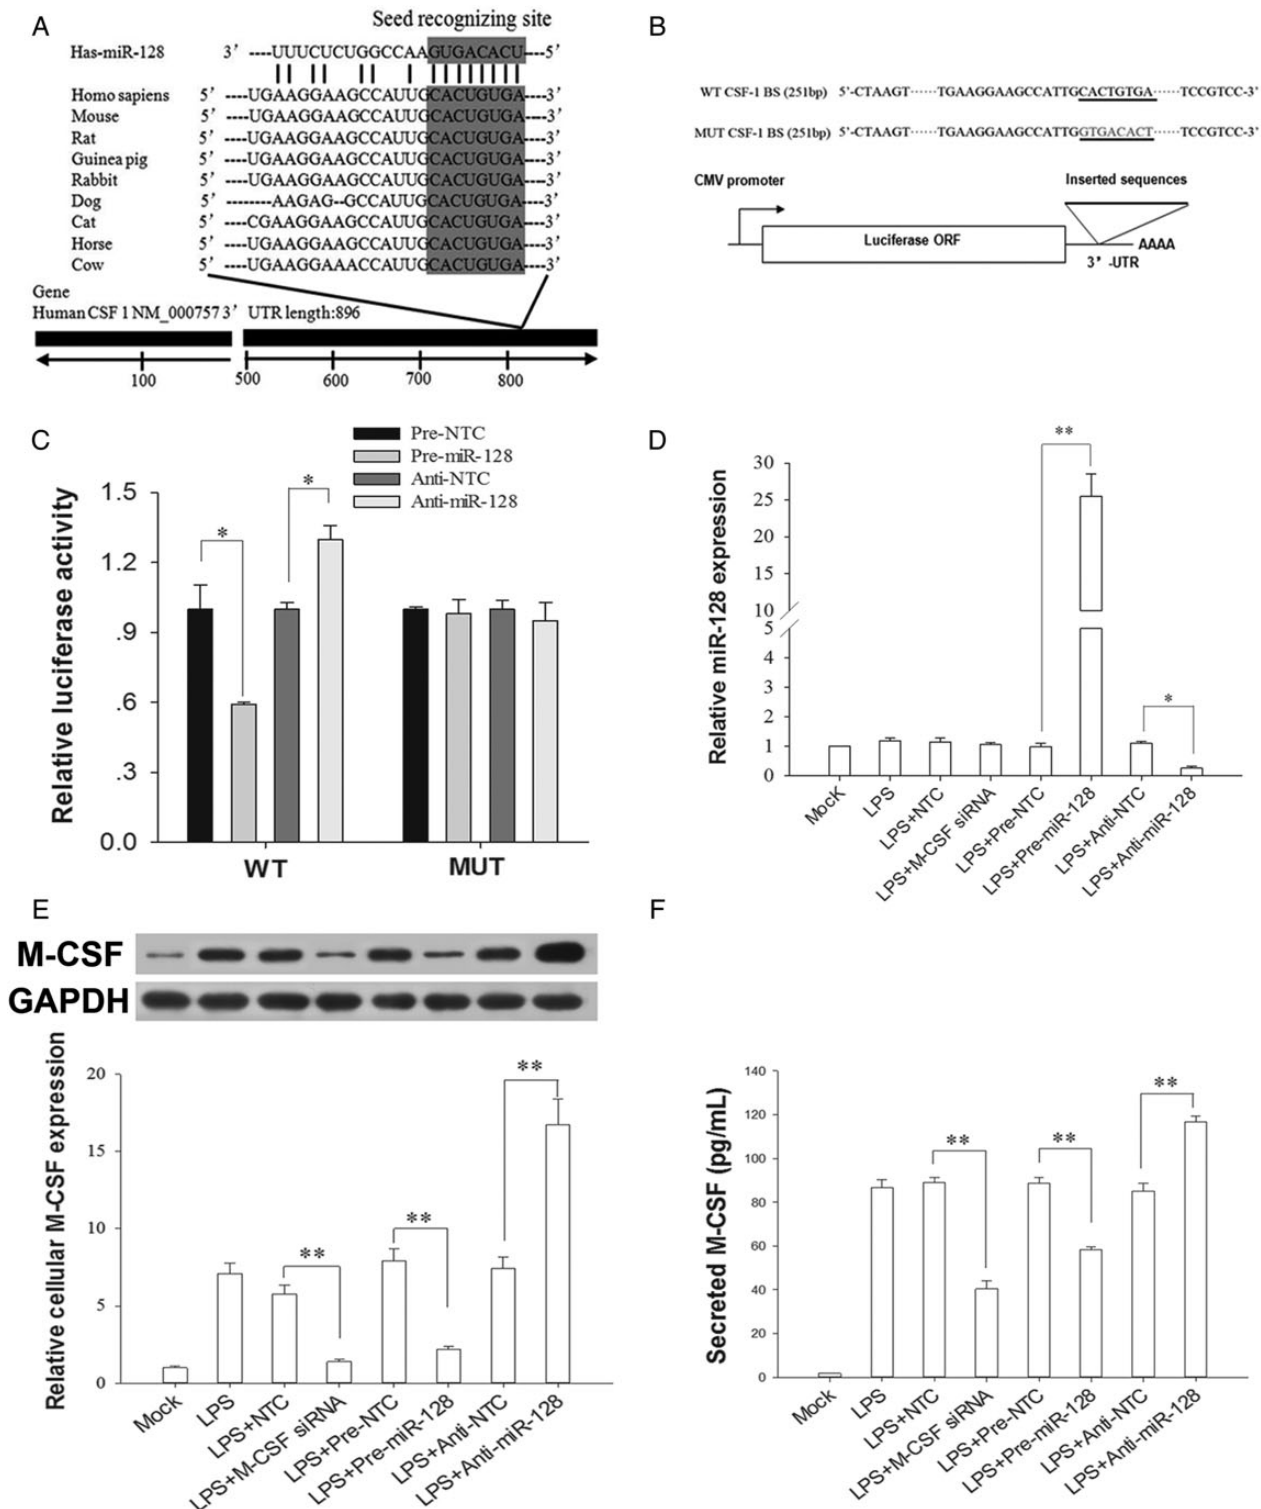 A
Seed recognizing site
Has-miR-128 3’ ----UUUCUCUGGCCAAGUGACACU----5’
Homo sapiens 5’ ----UGAAGGAAGCCAUUGCACUGUGA----3’
Mouse 5’ ----UGAAGGAAGCCAUUGCACUGUGA----3’
Rat 5’ ----UGAAGGAAGCCAUUGCACUGUGA----3’
Guinea pig 5’ ----UGAAGGAAGCCAUUGCACUGUGA----3’
Rabbit 5’ ----UGAAGGAAGCCAUUGCACUGUGA----3’
Dog 5’ --------AAGAG--GCCAUUGCACUGUGA----3’
Cat 5’ ----CGAAGGAAGCCAUUGCACUGUGA----3’
Horse 5’ ----UGAAGGAAGCCAUUGCACUGUGA----3’
Cow 5’ ----UGAAGGAAACCAUUGCACUGUGA----3’
Gene
Human CSF 1 NM_000757 3’ UTR length:896
100 500 600 700 800
B
WT CSF-1 BS (251bp) 5’-CTAAGT······TGAAGGAAGCCATTGCACTGTGA·····TCCGTCC-3’
MUT CSF-1 BS (251bp) 5’-CTAAGT······TGAAGGAAGCCATTGGTGACACT·····TCCGTCC-3’
CMV promoter
Inserted sequences
Luciferase ORF
AAAA
3’ -UTR
C
Pre-NTC
Pre-miR-128
Anti-NTC
Anti-miR-128
Relative luciferase activity
1.5
1.2
.9
.6
.3
0.0
*
*
WT MUT
D
Relative miR-128 expression
30
25
20
15
10
5
4
3
2
1
0
**
*
Mock
LPS
LPS+NTC
LPS+M-CSF siRNA
LPS+Pre-NTC
LPS+Pre-miR-128
LPS+Anti-NTC
LPS+Anti-miR-128
E
M-CSF
GAPDH
Relative cellular M-CSF expression
20
15
10
5
0
**
**
**
Mock
LPS
LPS+NTC
LPS+M-CSF siRNA
LPS+Pre-NTC
LPS+Pre-miR-128
LPS+Anti-NTC
LPS+Anti-miR-128
F
Secreted M-CSF (pg/mL)
140
120
100
80
60
40
20
0
**
**
**
Mock
LPS
LPS+NTC
LPS+M-CSF siRNA
LPS+Pre-NTC
LPS+Pre-miR-128
LPS+Anti-NTC
LPS+Anti-miR-128